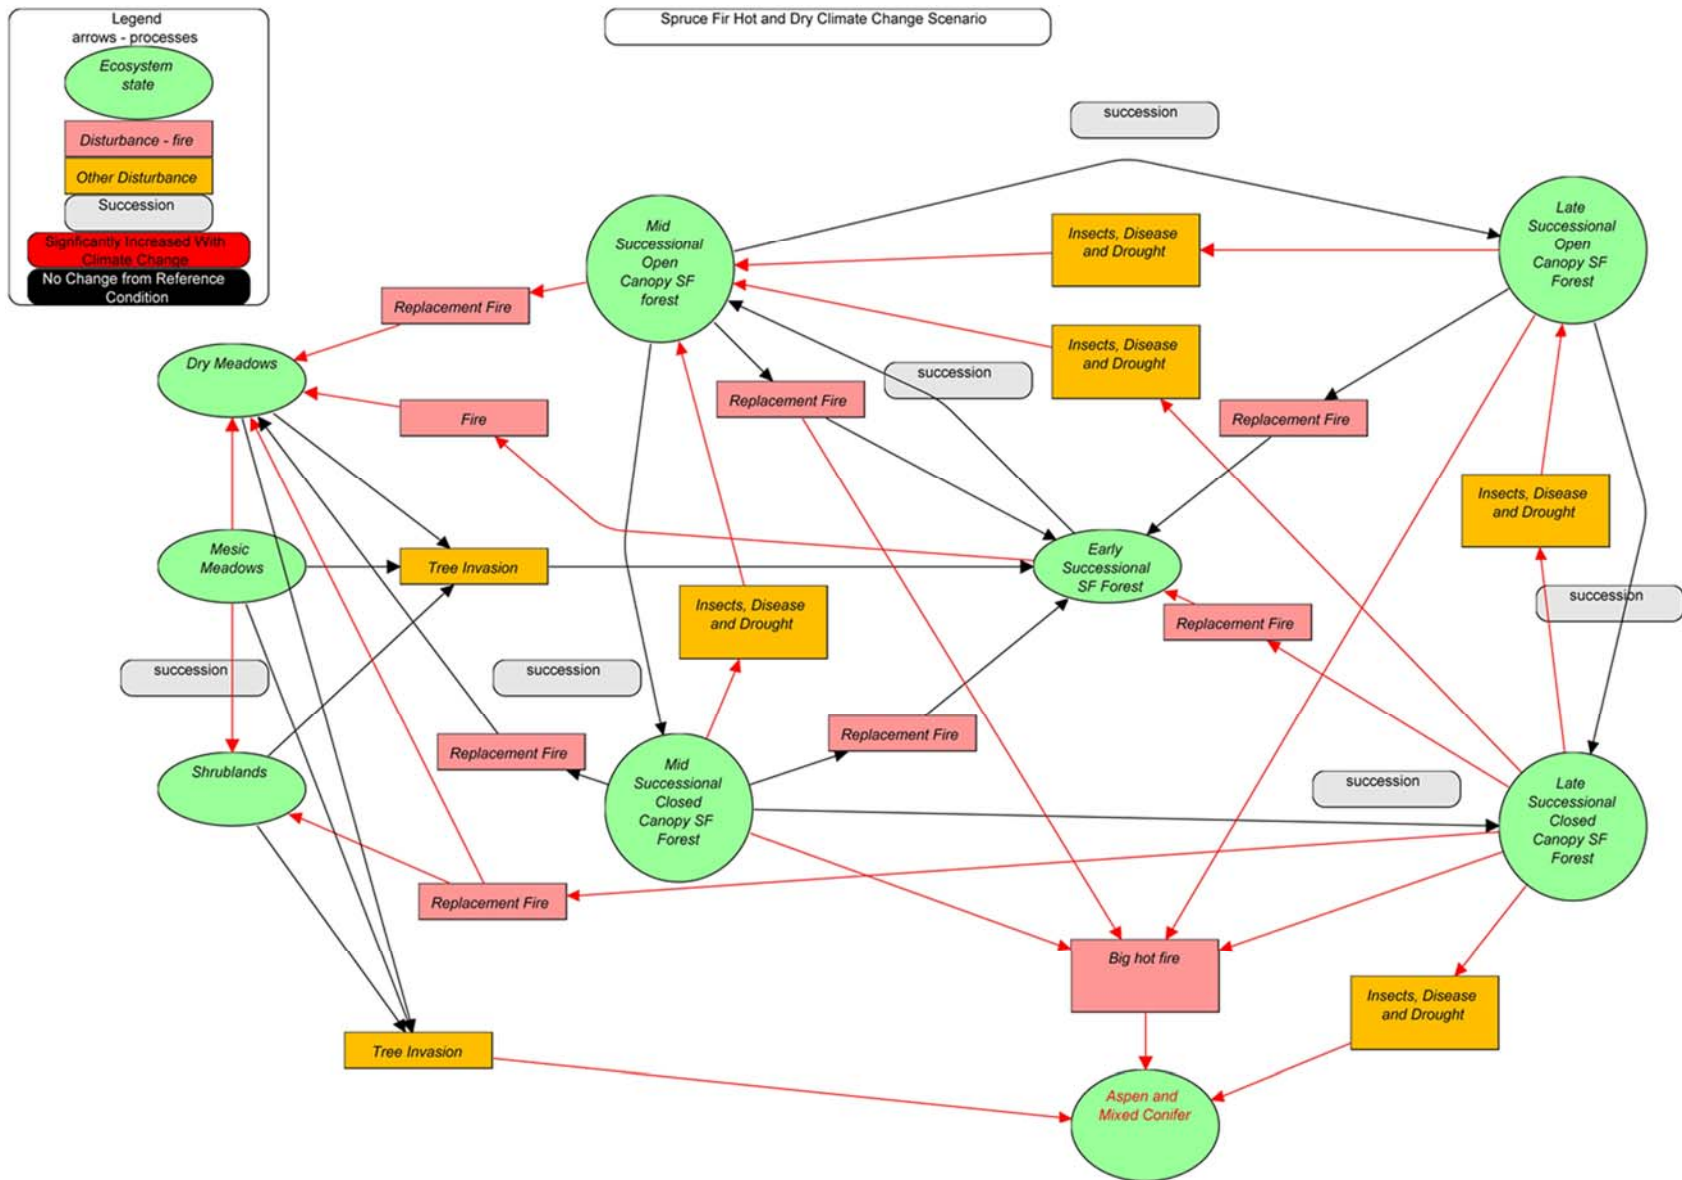 Legend
arrows - processes
Ecosystem
state
Disturbance - fire
Other Disturbance
Succession
Signficantly Increased With
Climate Change
No Change from Reference
Condition
Spruce Fir Hot and Dry Climate Change Scenario
succession
Mid
Successional
Open
Canopy SF
forest
Insects, Disease
and Drought
Late
Successional
Open
Canopy SF
Forest
Replacement Fire
Insects, Disease
and Drought
Dry Meadows
succession
Replacement Fire
Fire
Replacement Fire
Insects, Disease
and Drought
Mesic
Meadows
Tree Invasion
Early
Successional
SF Forest
Insects, Disease
and Drought
Replacement Fire
succession
succession
succession
Replacement Fire
Replacement Fire
Shrublands
Mid
Successional
Closed
Canopy SF
Forest
succession
Late
Successional
Closed
Canopy SF
Forest
Replacement Fire
Big hot fire
Insects, Disease
and Drought
Tree Invasion
Aspen and
Mixed Conifer